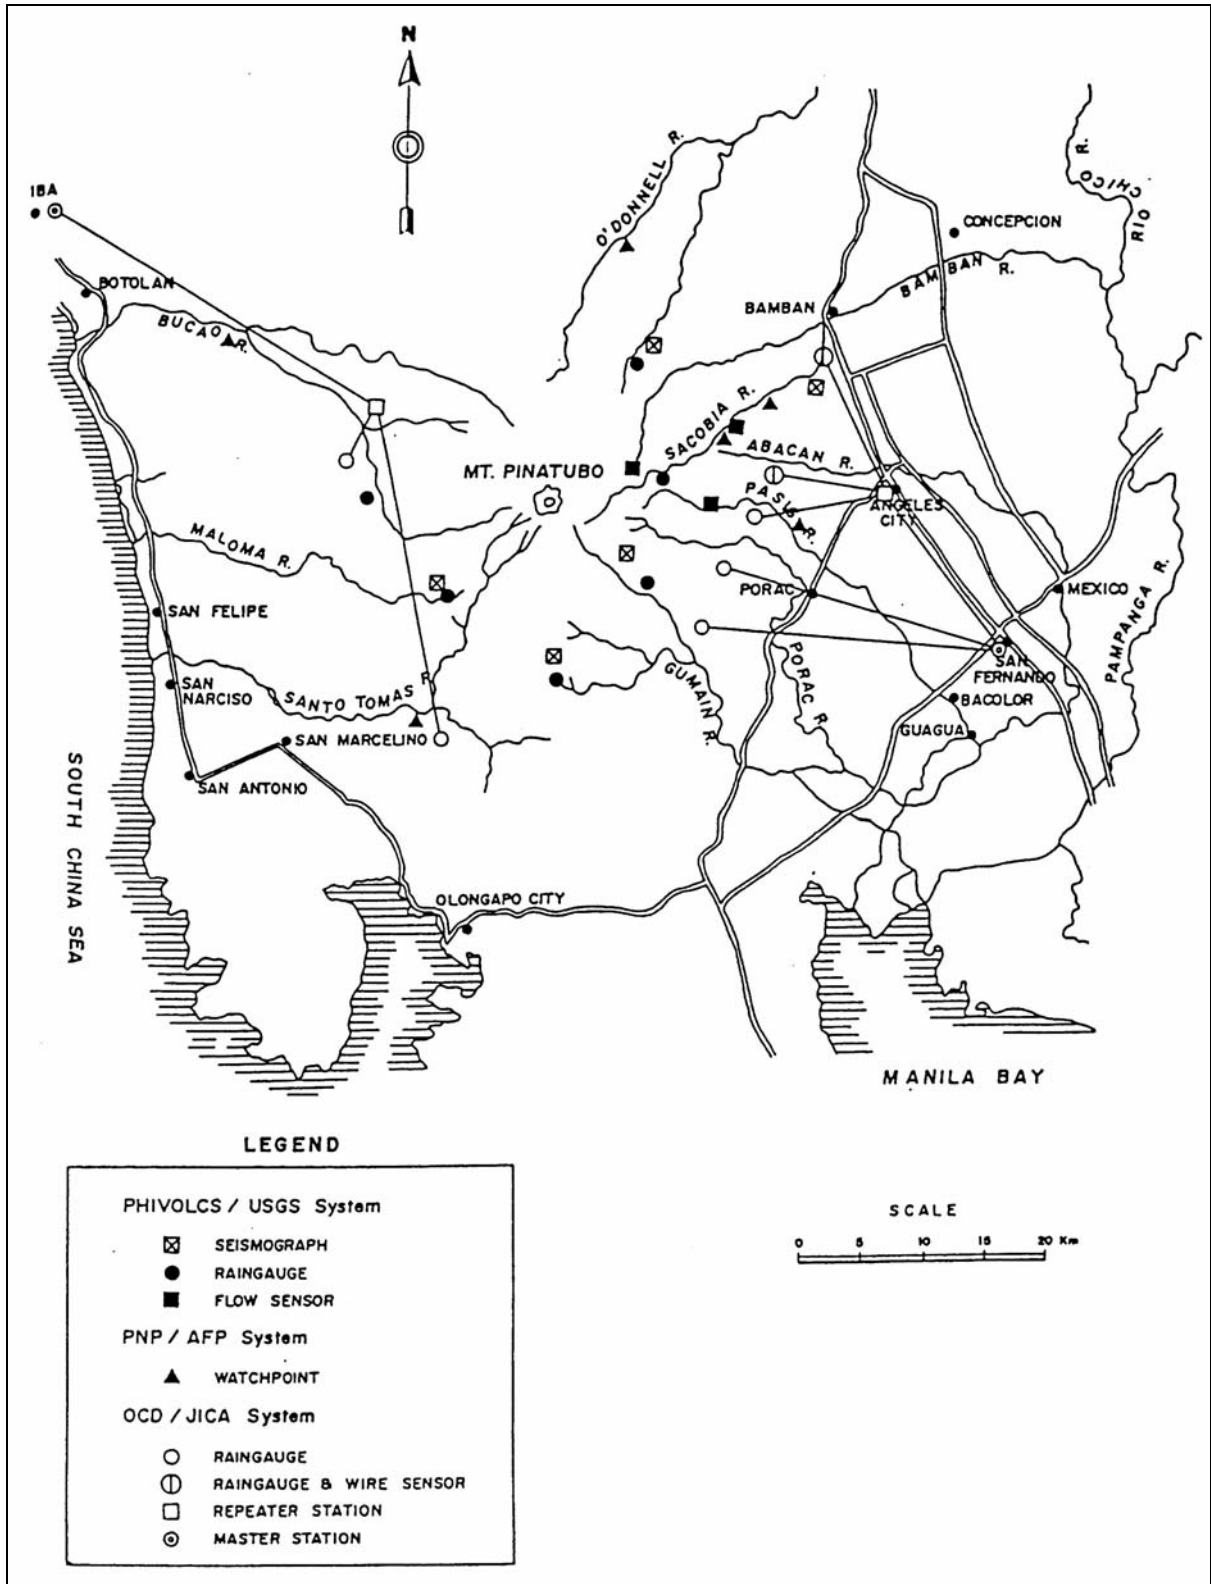 N
O'DONNELL R.
RIO CHICO R.
IBA
CONCEPCION
BOTOLAN
BAMBAN R.
BAMBAN
BUCAO R.
SACOBIA R.
ABACAN R.
MT. PINATUBO
PASIG R.
ANGELES
CITY
MALOMA R.
PORAC
MEXICO
SAN FELIPE
PAMPANGA R.
SAN
NARCISO
SANTO TOMAS R.
GUMAIN R.
PORAC R.
SAN
FERNANDO
BACOLOR
GUAGUA
SAN MARCELINO
SAN ANTONIO
SOUTH CHINA SEA
OLONGAPO CITY
MANILA BAY
LEGEND
PHIVOLCS / USGS System
SEISMOGRAPH
RAINGAUGE
FLOW SENSOR
PNP / AFP System
WATCHPOINT
OCD / JICA System
RAINGAUGE
RAINGAUGE & WIRE SENSOR
REPEATER STATION
MASTER STATION
SCALE
0 5 10 15 20 Km